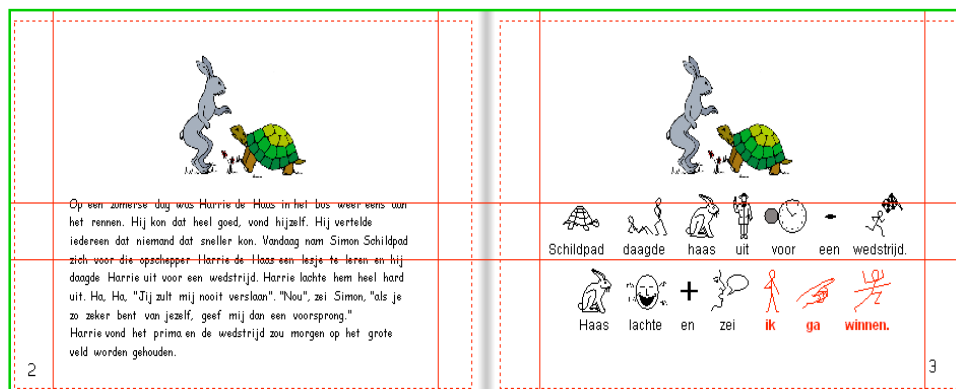 Op een zomerse dag was Harrie de Haas in het bos weer eens aan
het rennen. Hij kon dat heel goed, vond hijzelf. Hij vertelde
iedereen dat niemand dat sneller kon. Vandaag nam Simon Schildpad
zich voor die opschepper Harrie de Haas een lesje te leren en hij
daagde Harrie uit voor een wedstrijd. Harrie lachte hem heel hard
uit. Ha, Ha, "Jij zult mij nooit verslaan". "Nou", zei Simon, "als je
zo zeker bent van jezelf, geef mij dan een voorsprong."
Harrie vond het prima en de wedstrijd zou morgen op het grote
veld worden gehouden.
2
Schildpad daagde haas uit voor een wedstrijd.
Haas lachte en zei ik ga winnen.
3